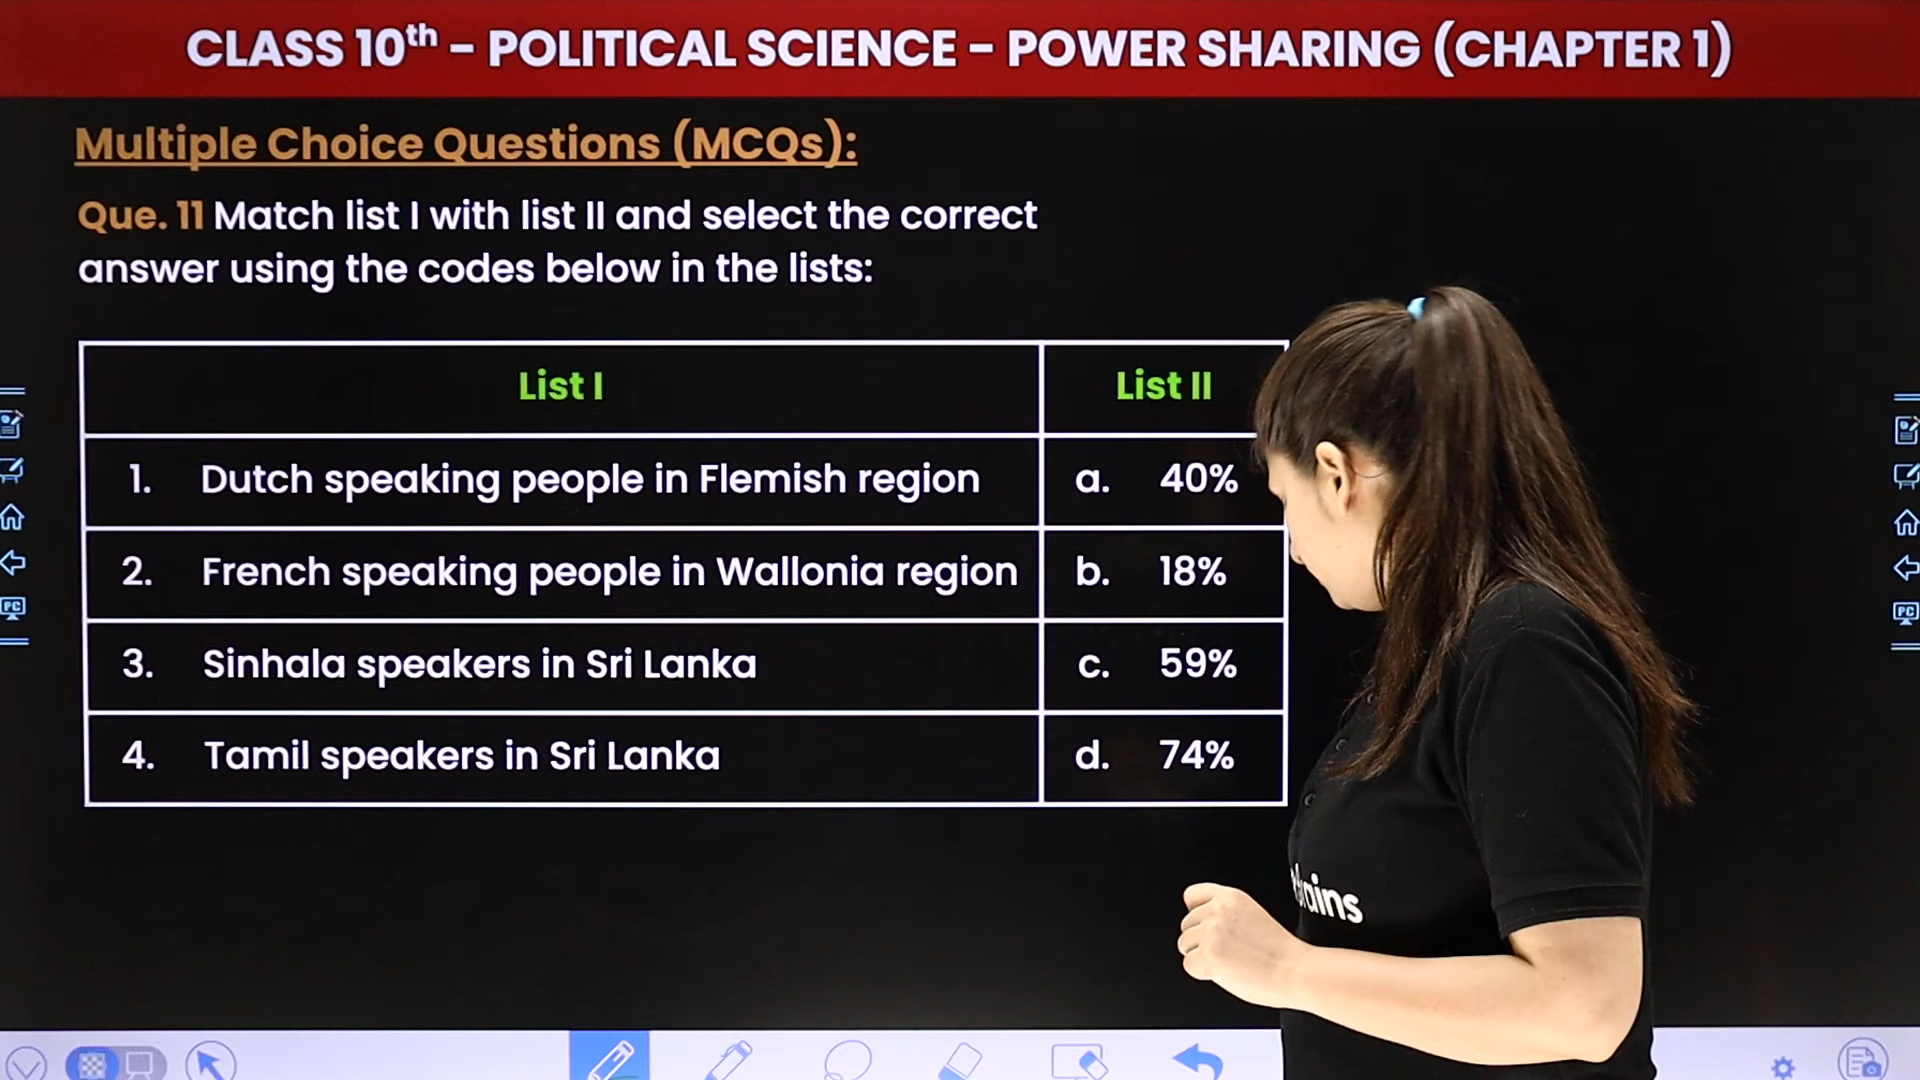 CLASS 10th - POLITICAL SCIENCE - POWER SHARING (CHAPTER 1)
Multiple Choice Questions (MCQs):
Que. 11 Match list I with list II and select the correct
answer using the codes below in the lists:
List I List II
1. Dutch speaking people in Flemish region a. 40%
2. French speaking people in Wallonia region b. 18%
3. Sinhala speakers in Sri Lanka c. 59%
4. Tamil speakers in Sri Lanka d. 74%
PC PC